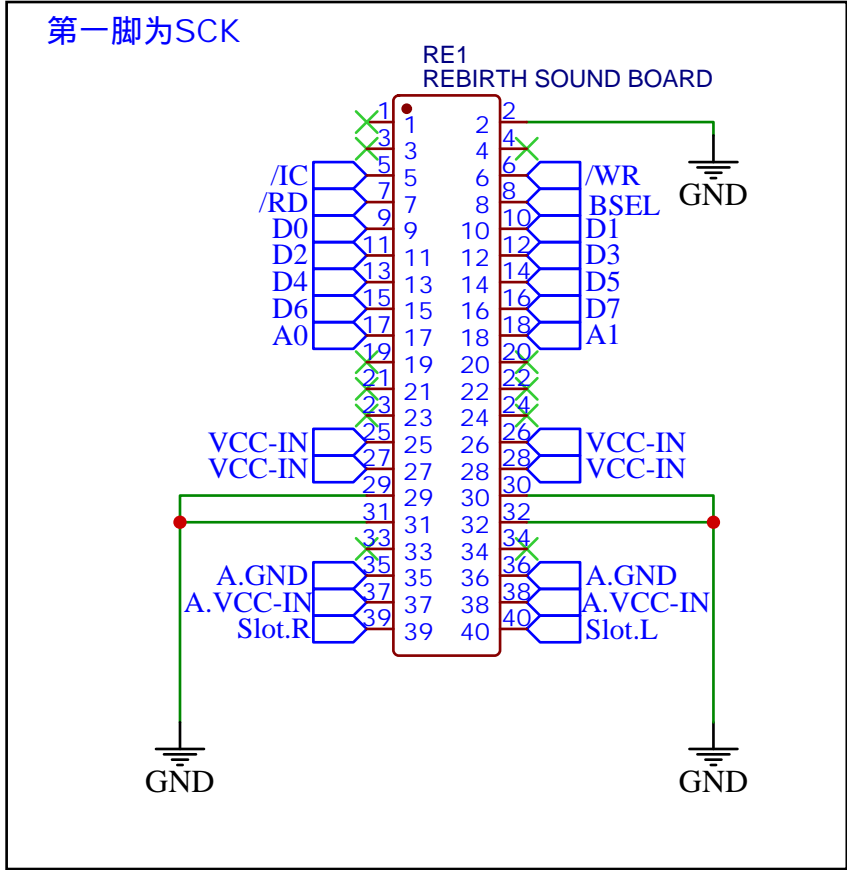 第一脚为SCK
RE1
REBIRTH SOUND BOARD
1 1 2 2
3 3 4 4
GND
/IC 5 5 6 6 /WR
/RD 7 7 8 8 BSEL
D0 9 9 10 10 D1
D2 11 11 12 12 D3
D4 13 13 14 14 D5
D6 15 15 16 16 D7
A0 17 17 18 18 A1
19 19 20 20
21 21 22 22
23 23 24 24
VCC-IN 25 25 26 26 VCC-IN
VCC-IN 27 27 28 28 VCC-IN
29 29 30 30
31 31 32 32
33 33 34 34
A.GND 35 35 36 36 A.GND
A.VCC-IN 37 37 38 38 A.VCC-IN
Slot.R 39 39 40 40 Slot.L
GND GND